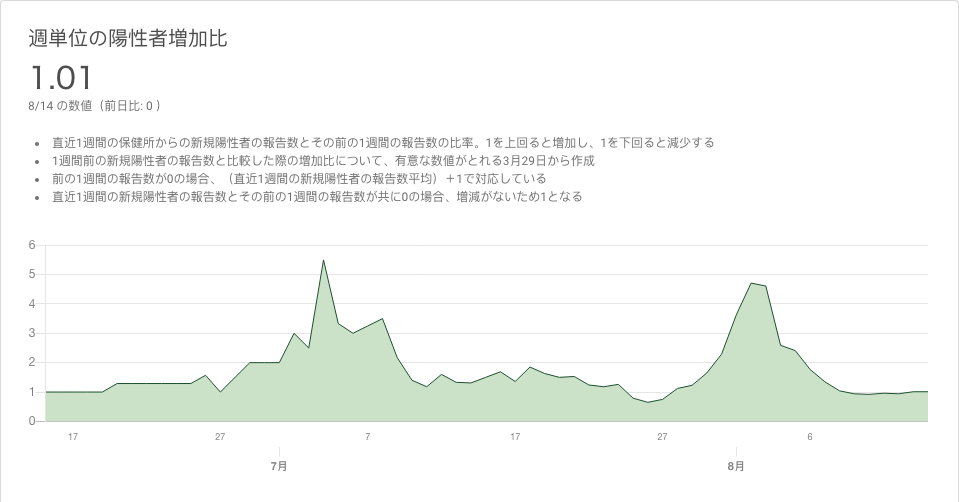 週単位の陽性者増加比
1.01
8/14 の数値（前日比: 0 ）
• 直近1週間の保健所からの新規陽性者の報告数とその前の1週間の報告数の比率。1を上回ると増加し、1を下回ると減少する
• 1週間前の新規陽性者の報告数と比較した際の増加比について、有意な数値がとれる3月29日から作成
• 前の1週間の報告数が0の場合、（直近1週間の新規陽性者の報告数平均）＋1で対応している
• 直近1週間の新規陽性者の報告数とその前の1週間の報告数が共に0の場合、増減がないため1となる
6
5
4
3
2
1
0
17 27 7 17 27 6
7月 8月